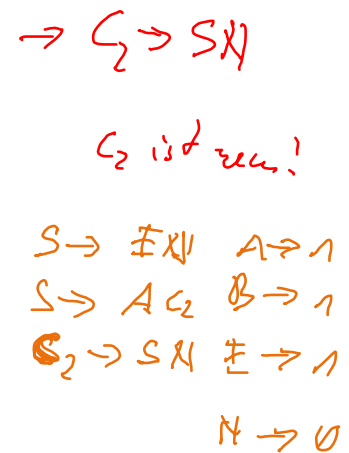 → C₂ → SN
C₂ ist neu!
S → EN A → 1
S → AC₂ B → 1
C₂ → SN E → 1
N → 0